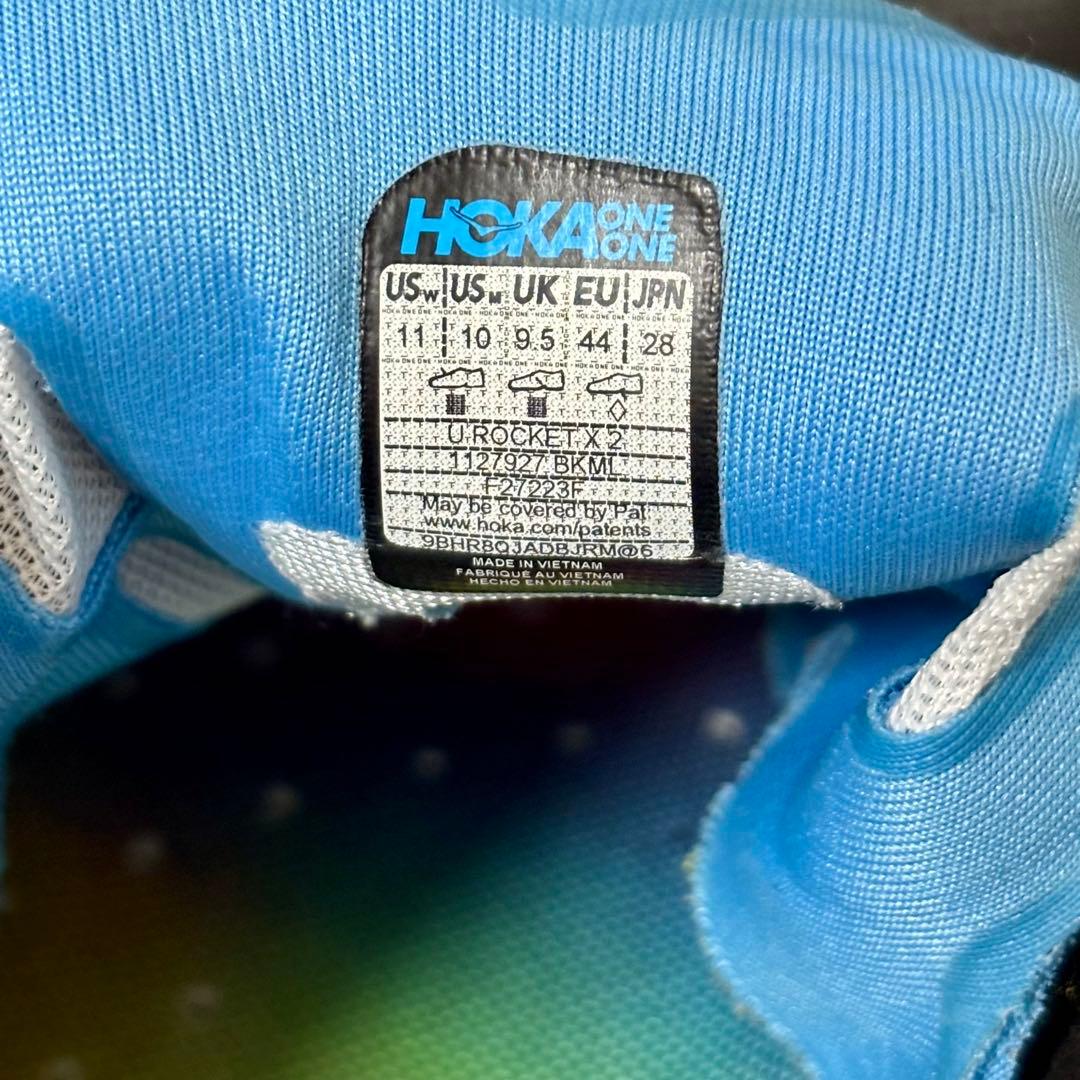 HOKA ONE ONE
USW USM UK EU JPN
11 10 9.5 44 28
U ROCKET X 2
1127927 BKML
F27223F
May be covered by Pat
www.hoka.com/patents
9BHR8QJADBJRM@6
MADE IN VIETNAM
FABRIQUÉ AU VIETNAM
HECHO EN VIETNAM